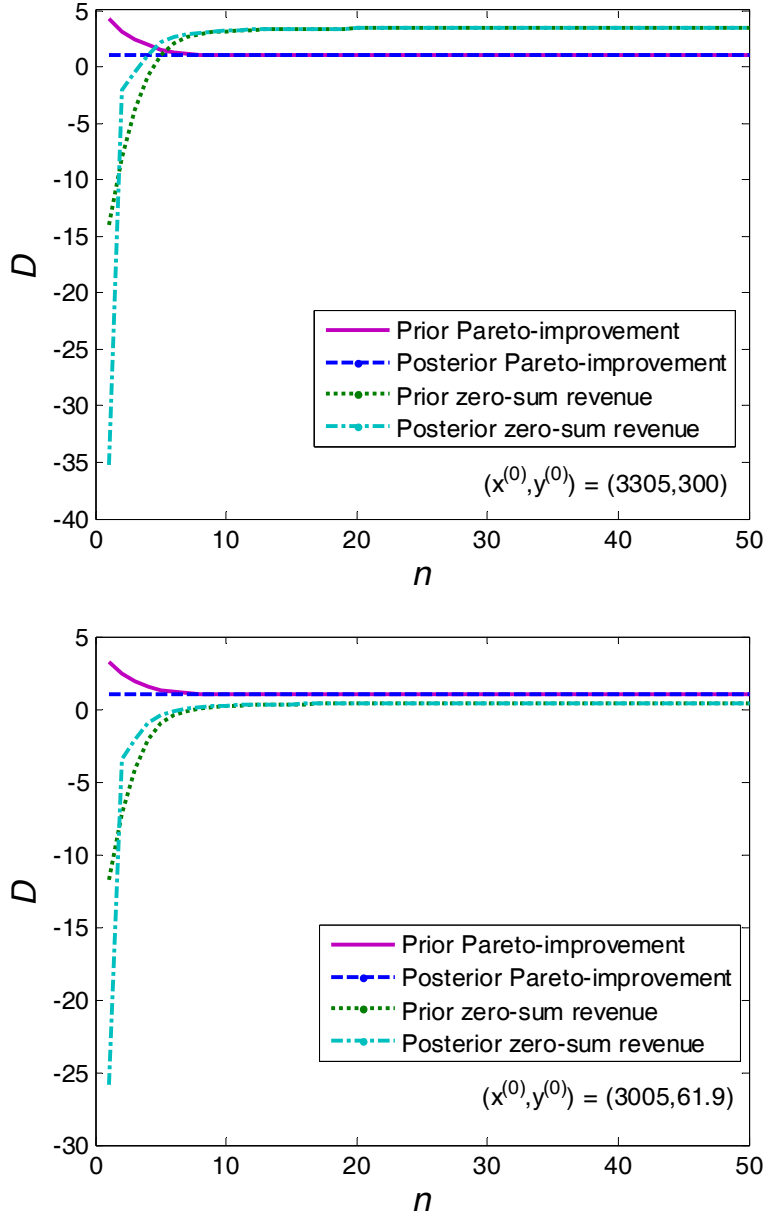 5
0
-5
-10
-15
-20
-25
-30
-35
-40
D
Prior Pareto-improvement
Posterior Pareto-improvement
Prior zero-sum revenue
Posterior zero-sum revenue
(x(0),y(0)) = (3305,300)
0 10 20 30 40 50
n
5
0
-5
-10
-15
-20
-25
-30
D
Prior Pareto-improvement
Posterior Pareto-improvement
Prior zero-sum revenue
Posterior zero-sum revenue
(x(0),y(0)) = (3005,61.9)
0 10 20 30 40 50
n